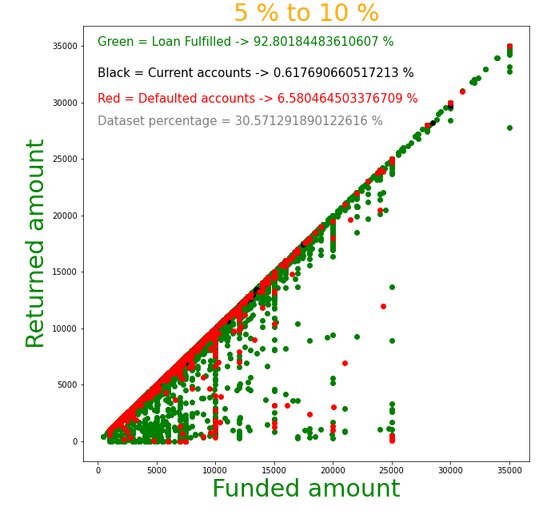 5 % to 10 %
Green = Loan Fulfilled -> 92.80184483610607 %
Black = Current accounts -> 0.617690660517213 %
Red = Defaulted accounts -> 6.580464503376709 %
Dataset percentage = 30.571291890122616 %
Returned amount
35000
30000
25000
20000
15000
10000
5000
0
0 5000 10000 15000 20000 25000 30000 35000
Funded amount